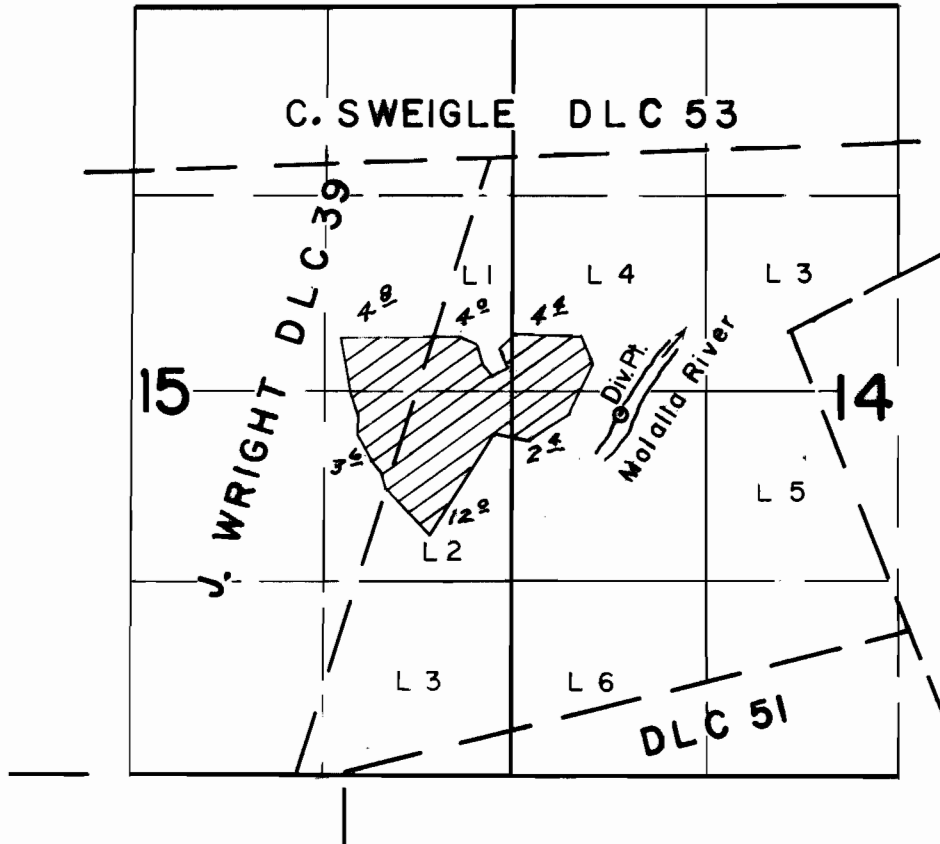 C. SWEIGLE DLC 53
J. WRIGHT DLC 39
L1
L 4
L 3
4 8
4 0
4 4
15
Div. Pt.
Molalla River
14
3 6
2 4
12 0
L 2
L 5
L 3
L 6
DLC 51